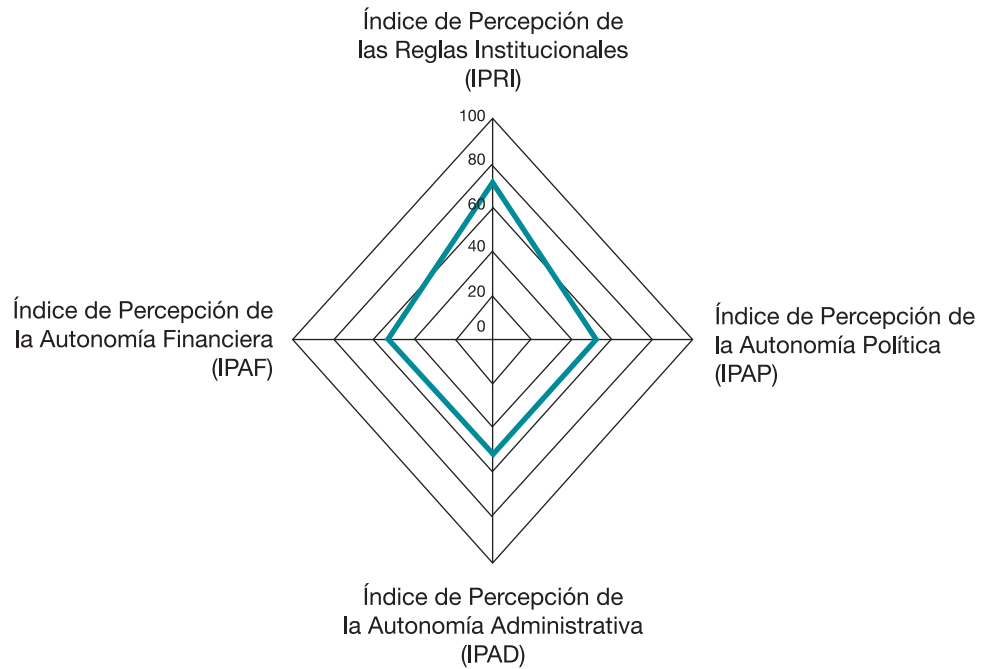 Índice de Percepción de
las Reglas Institucionales
(IPRI)
100
80
60
40
20
0
Índice de Percepción de
la Autonomía Financiera
(IPAF)
Índice de Percepción de
la Autonomía Política
(IPAP)
Índice de Percepción de
la Autonomía Administrativa
(IPAD)